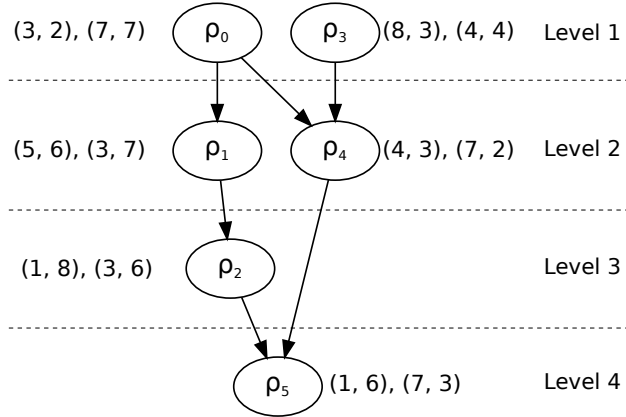 (3, 2), (7, 7) ρ₀ ρ₃ (8, 3), (4, 4) Level 1
(5, 6), (3, 7) ρ₁ ρ₄ (4, 3), (7, 2) Level 2
(1, 8), (3, 6) ρ₂ Level 3
ρ₅ (1, 6), (7, 3) Level 4